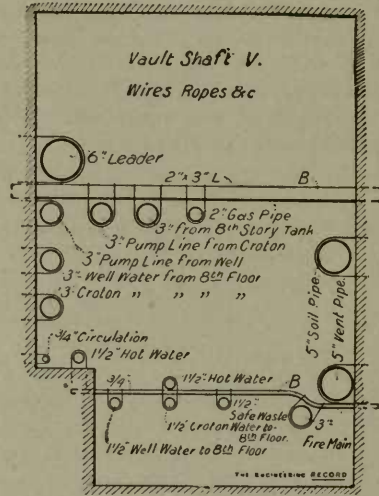 Vault Shaft V.
Wires Ropes &c
6" Leader
2" x 3" L
B
2" Gas Pipe
3" from 8th Story Tank
3" Pump Line from Croton
3" Pump Line from Well
3" Well Water from 8th Floor
3" Croton " " " "
5" Soil Pipe
5" Vent Pipe
3/4" Circulation
1 1/2" Hot Water
3/4"
1 1/2" Hot Water
B
1 1/2"
Safe Waste
1 1/2" Croton Water to
8th Floor.
1 1/2" Well Water to 8th Floor
3"
Fire Main
THE ENGINEERING RECORD